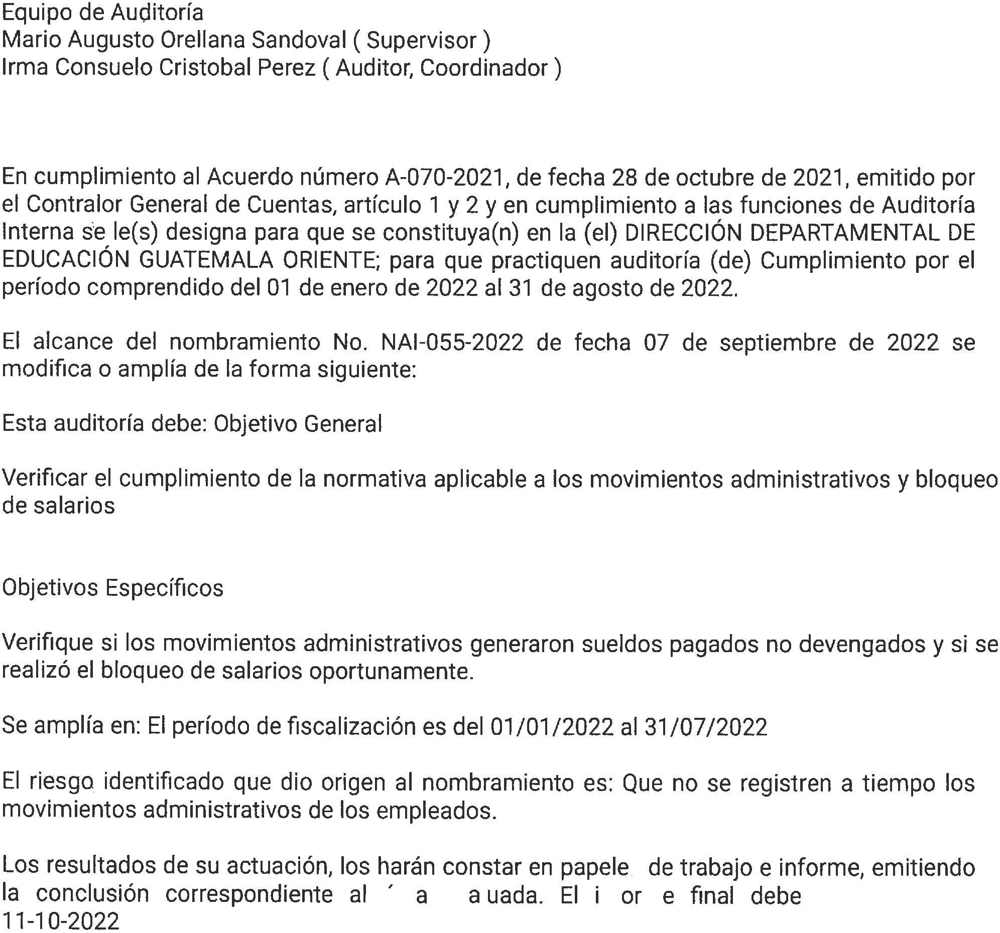 Equipo de Auditoría
Mario Augusto Orellana Sandoval ( Supervisor )
Irma Consuelo Cristobal Perez ( Auditor, Coordinador )
En cumplimiento al Acuerdo número A-070-2021, de fecha 28 de octubre de 2021, emitido por
el Contralor General de Cuentas, artículo 1 y 2 y en cumplimiento a las funciones de Auditoría
Interna se le(s) designa para que se constituya(n) en la (el) DIRECCIÓN DEPARTAMENTAL DE
EDUCACIÓN GUATEMALA ORIENTE; para que practiquen auditoría (de) Cumplimiento por el
período comprendido del 01 de enero de 2022 al 31 de agosto de 2022.
El alcance del nombramiento No. NAI-055-2022 de fecha 07 de septiembre de 2022 se
modifica o amplía de la forma siguiente:
Esta auditoría debe: Objetivo General
Verificar el cumplimiento de la normativa aplicable a los movimientos administrativos y bloqueo
de salarios
Objetivos Específicos
Verifique si los movimientos administrativos generaron sueldos pagados no devengados y si se
realizó el bloqueo de salarios oportunamente.
Se amplía en: El período de fiscalización es del 01/01/2022 al 31/07/2022
El riesgo identificado que dio origen al nombramiento es: Que no se registren a tiempo los
movimientos administrativos de los empleados.
Los resultados de su actuación, los harán constar en papele de trabajo e informe, emitiendo
la conclusión correspondiente al El final debe
11-10-2022